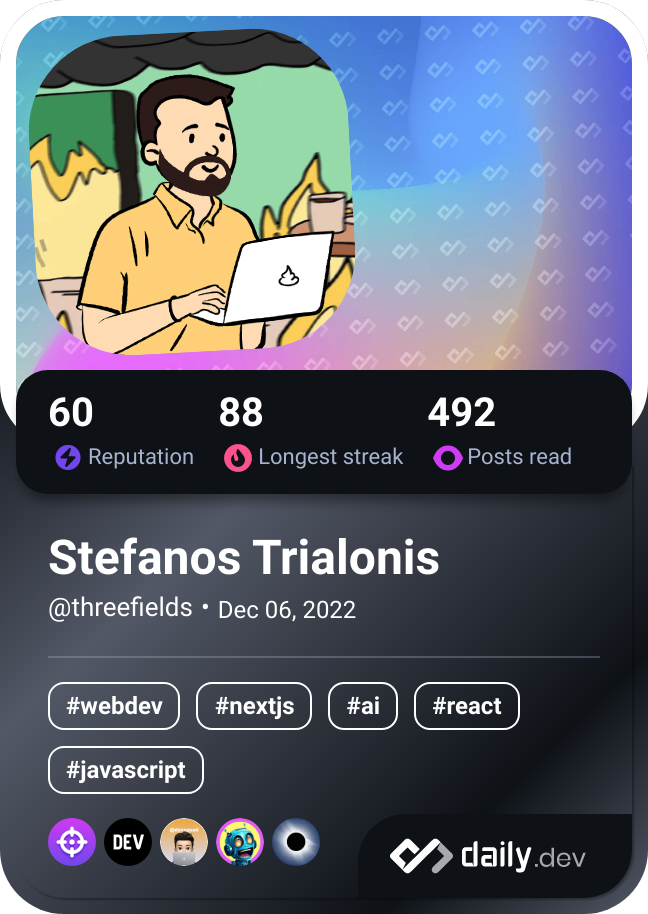 60 88 492
Reputation Longest streak Posts read
Stefanos Trialonis
@threefields • Dec 06, 2022
#webdev #nextjs #ai #react
#javascript
DEV
daily.dev